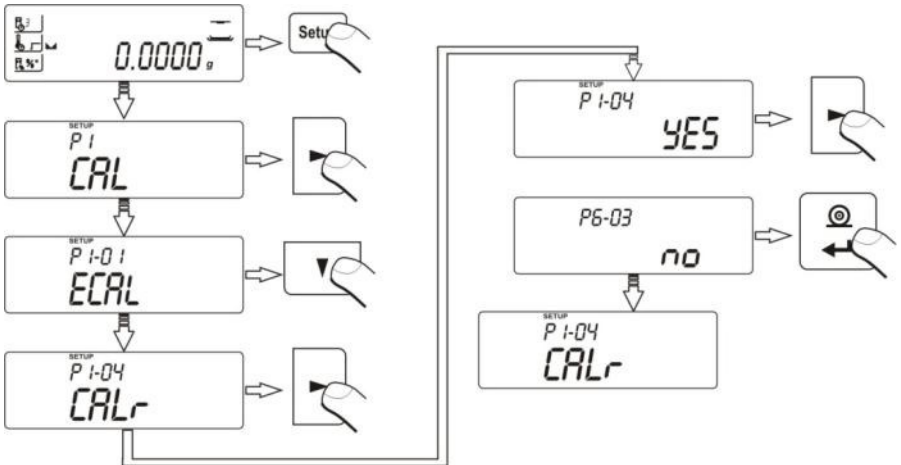 0.0000 g
Setu
SETUP
P1
CAL
SETUP
P1-01
ECAL
SETUP
P1-04
CALr
SETUP
P1-04
YES
P6-03
no
SETUP
P1-04
CALr